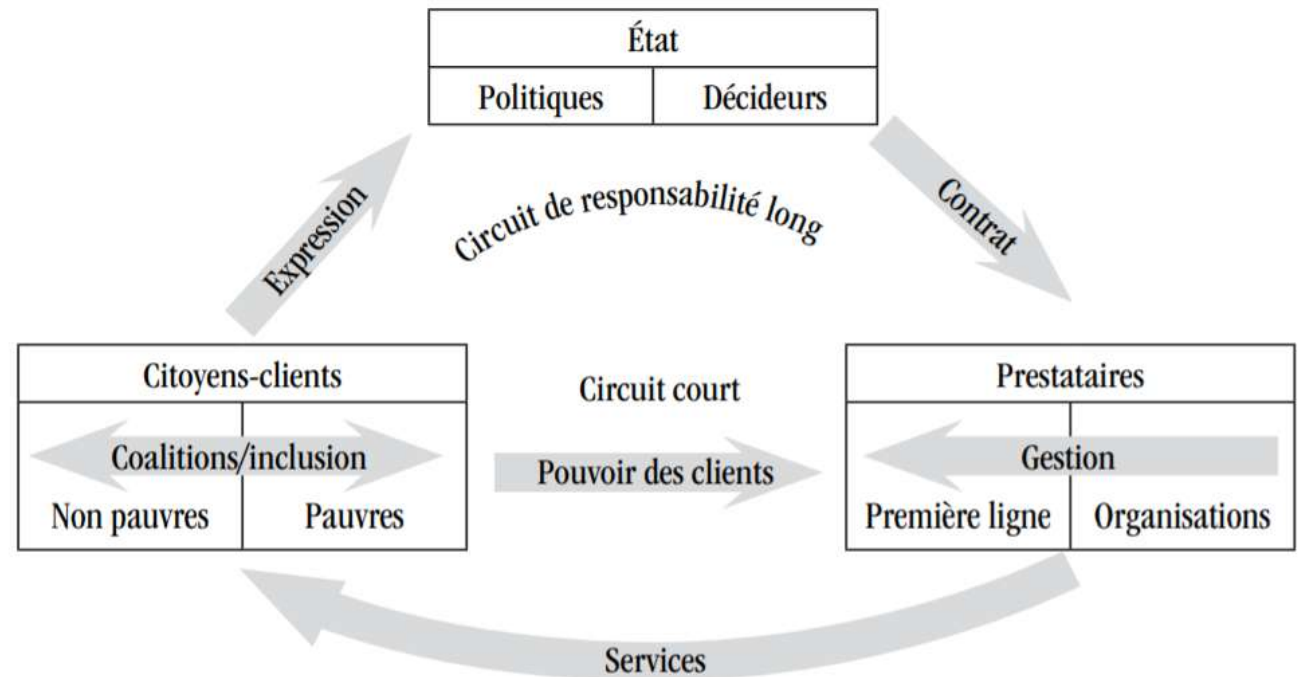 État
Politiques Décideurs
Expression
Circuit de responsabilité long
Contrat
Citoyens-clients
Coalitions/inclusion
Non pauvres Pauvres
Circuit court
Pouvoir des clients
Prestataires
Gestion
Première ligne Organisations
Services